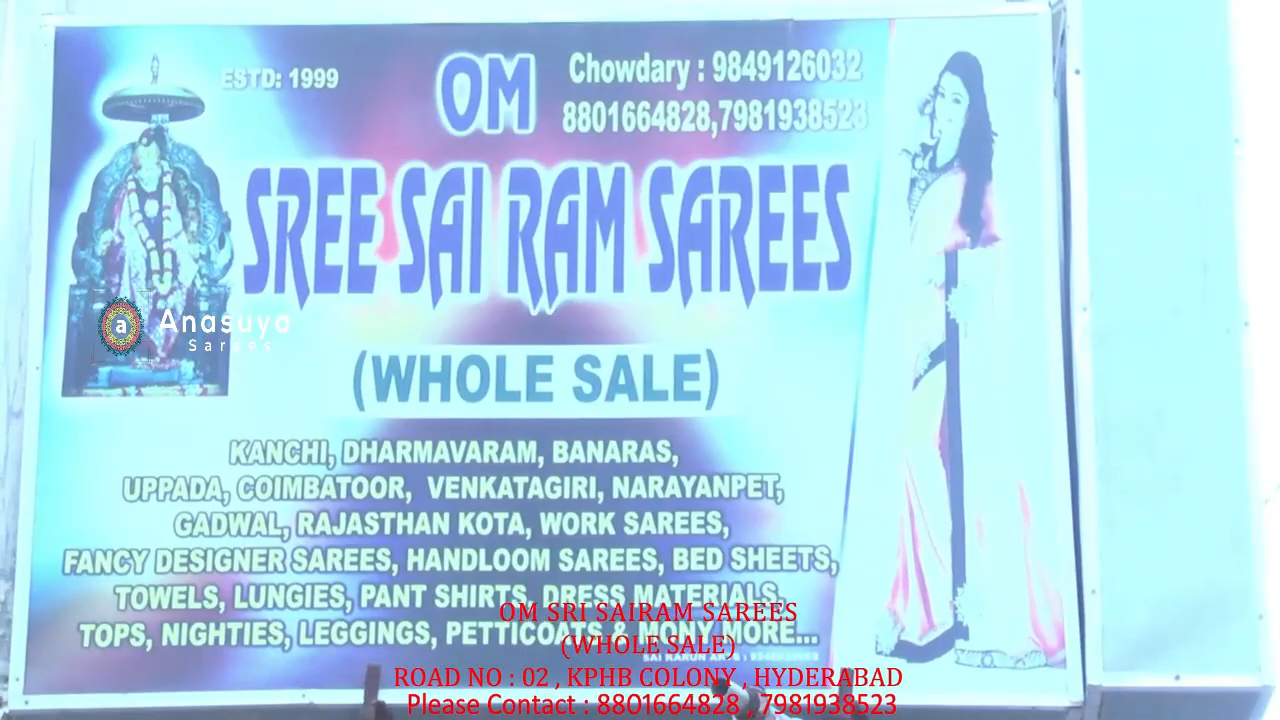 ESTD: 1999
OM
Chowdary : 9849126032
8801664828,7981938523
SREE SAI RAM SAREES
a Anasuya
Sarees
(WHOLE SALE)
KANCHI, DHARMAVARAM, BANARAS,
UPPADA, COIMBATOOR, VENKATAGIRI, NARAYANPET,
GADWAL, RAJASTHAN KOTA, WORK SAREES,
FANCY DESIGNER SAREES, HANDLOOM SAREES, BED SHEETS,
TOWELS, LUNGIES, PANT SHIRTS, DRESS MATERIALS,
TOPS, NIGHTIES, LEGGINGS, PETTICOATS & MONY MORE...
OM SRI SAIRAM SAREES
(WHOLE SALE)
ROAD NO : 02 , KPHB COLONY , HYDERABAD
Please Contact : 8801664828 , 7981938523